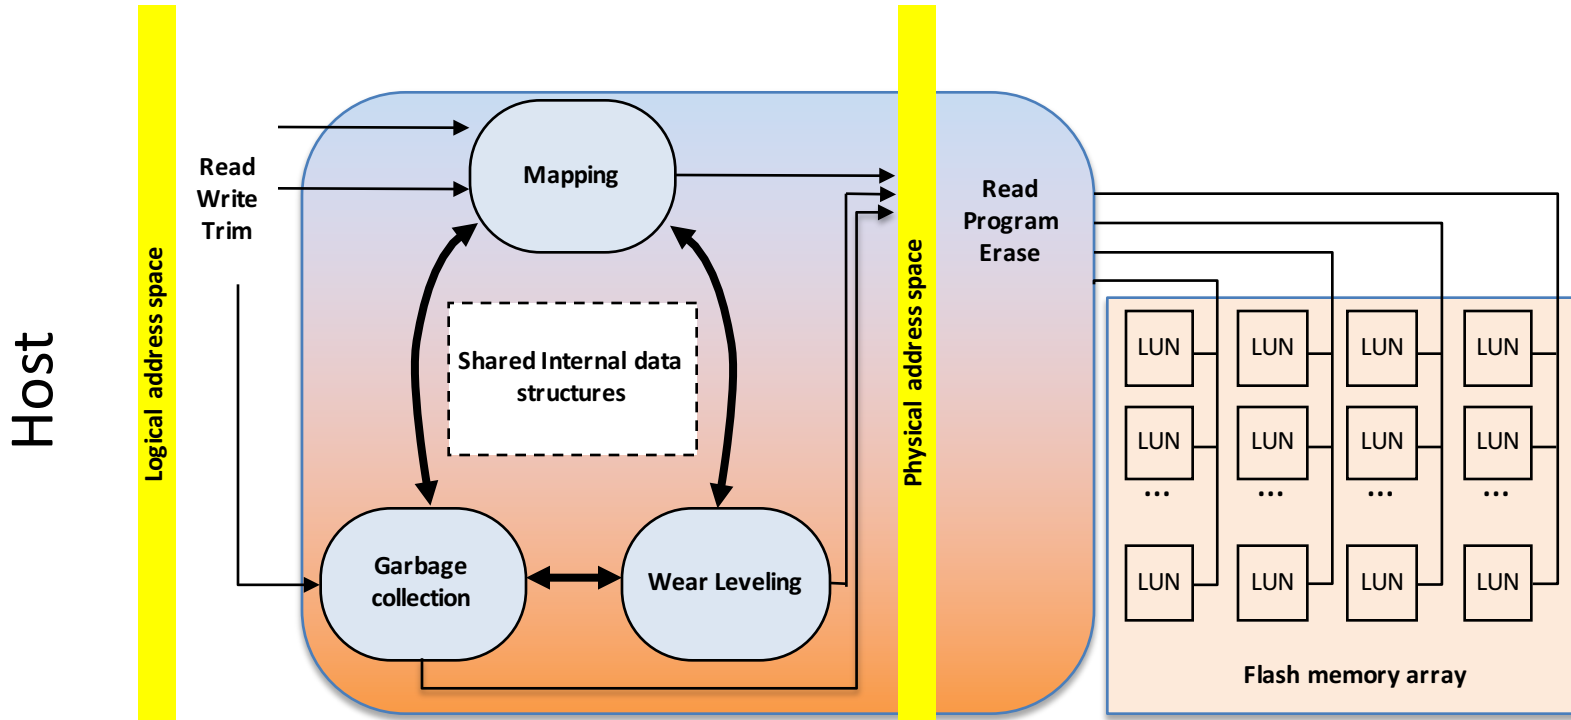 Host
Logical address space
Read
Write
Trim
Mapping
Shared Internal data
structures
Garbage
collection
Wear Leveling
Physical address space
Read
Program
Erase
LUN LUN LUN LUN
LUN LUN LUN LUN
... ... ... ...
LUN LUN LUN LUN
Flash memory array